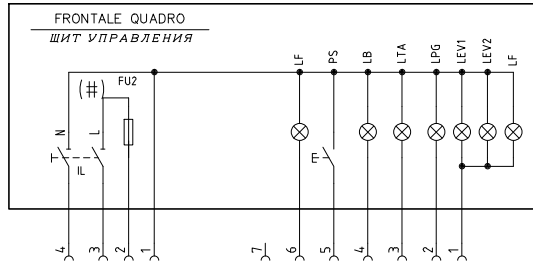 FRONTALE QUADRO
ЩИТ УПРАВЛЕНИЯ
LF PS LB LTA LPG LEV1 LEV2 LF
(#) FU2
N L
IL
4 3 2 1 7 6 5 4 3 2 1